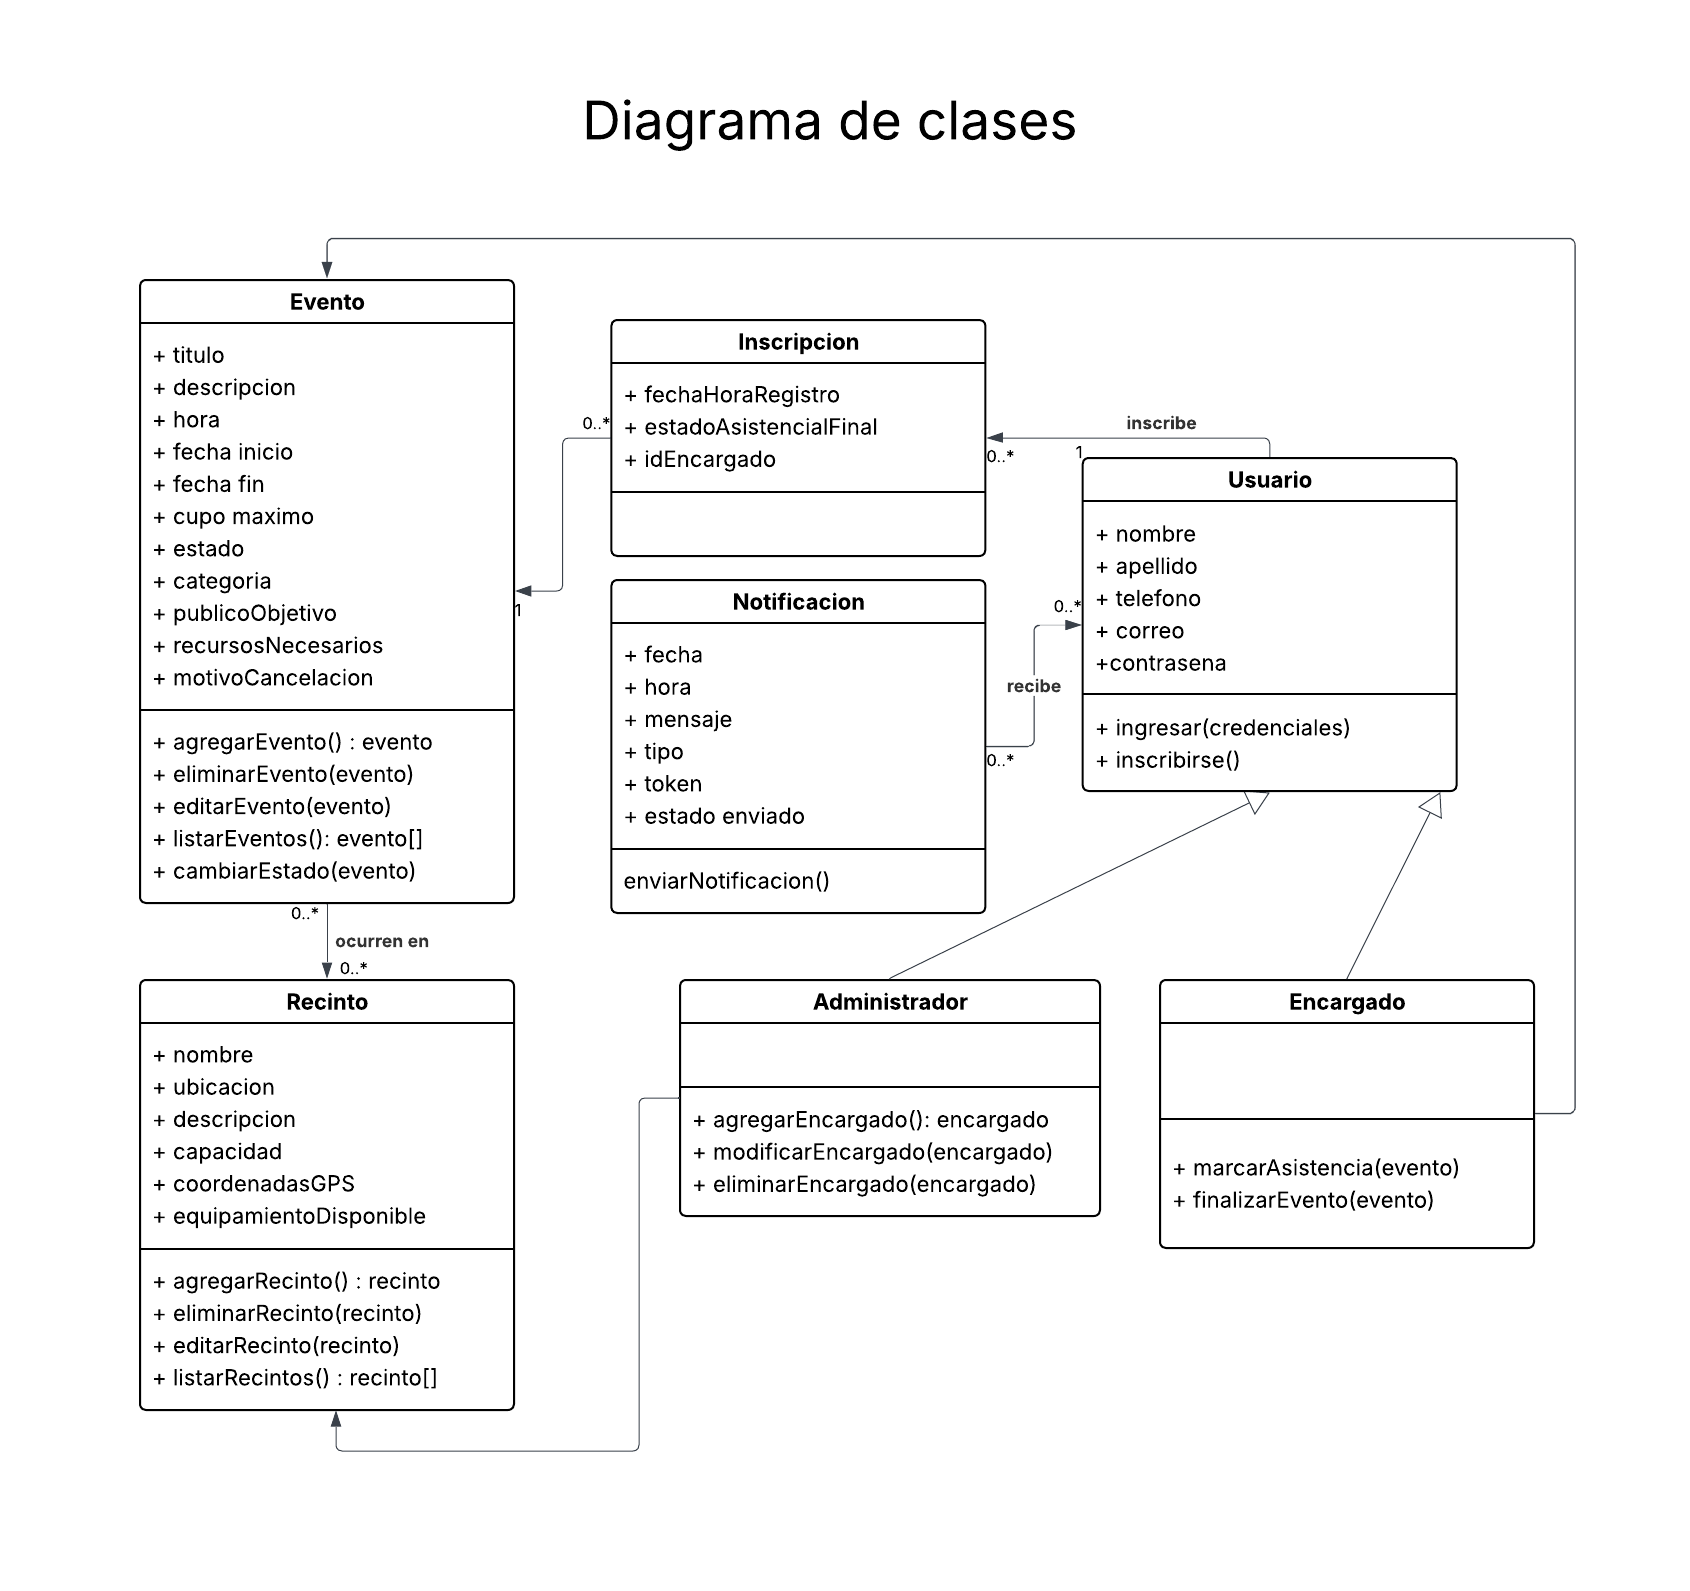 Diagrama de clases
Evento
+ titulo
+ descripcion
+ hora
+ fecha inicio
+ fecha fin
+ cupo maximo
+ estado
+ categoria
+ publicoObjetivo
+ recursosNecesarios
+ motivoCancelacion
+ agregarEvento() : evento
+ eliminarEvento(evento)
+ editarEvento(evento)
+ listarEventos(): evento[]
+ cambiarEstado(evento)
0..*
1
Inscripcion
+ fechaHoraRegistro
+ estadoAsistencialFinal
+ idEncargado
inscribe
0..*
1
Notificacion
+ fecha
+ hora
+ mensaje
+ tipo
+ token
+ estado enviado
enviarNotificacion()
0..*
recibe
0..*
Usuario
+ nombre
+ apellido
+ telefono
+ correo
+contrasena
+ ingresar(credenciales)
+ inscribirse()
0..*
ocurren en
0..*
Recinto
+ nombre
+ ubicacion
+ descripcion
+ capacidad
+ coordenadasGPS
+ equipamientoDisponible
+ agregarRecinto() : recinto
+ eliminarRecinto(recinto)
+ editarRecinto(recinto)
+ listarRecintos() : recinto[]
Administrador
+ agregarEncargado(): encargado
+ modificarEncargado(encargado)
+ eliminarEncargado(encargado)
Encargado
+ marcarAsistencia(evento)
+ finalizarEvento(evento)